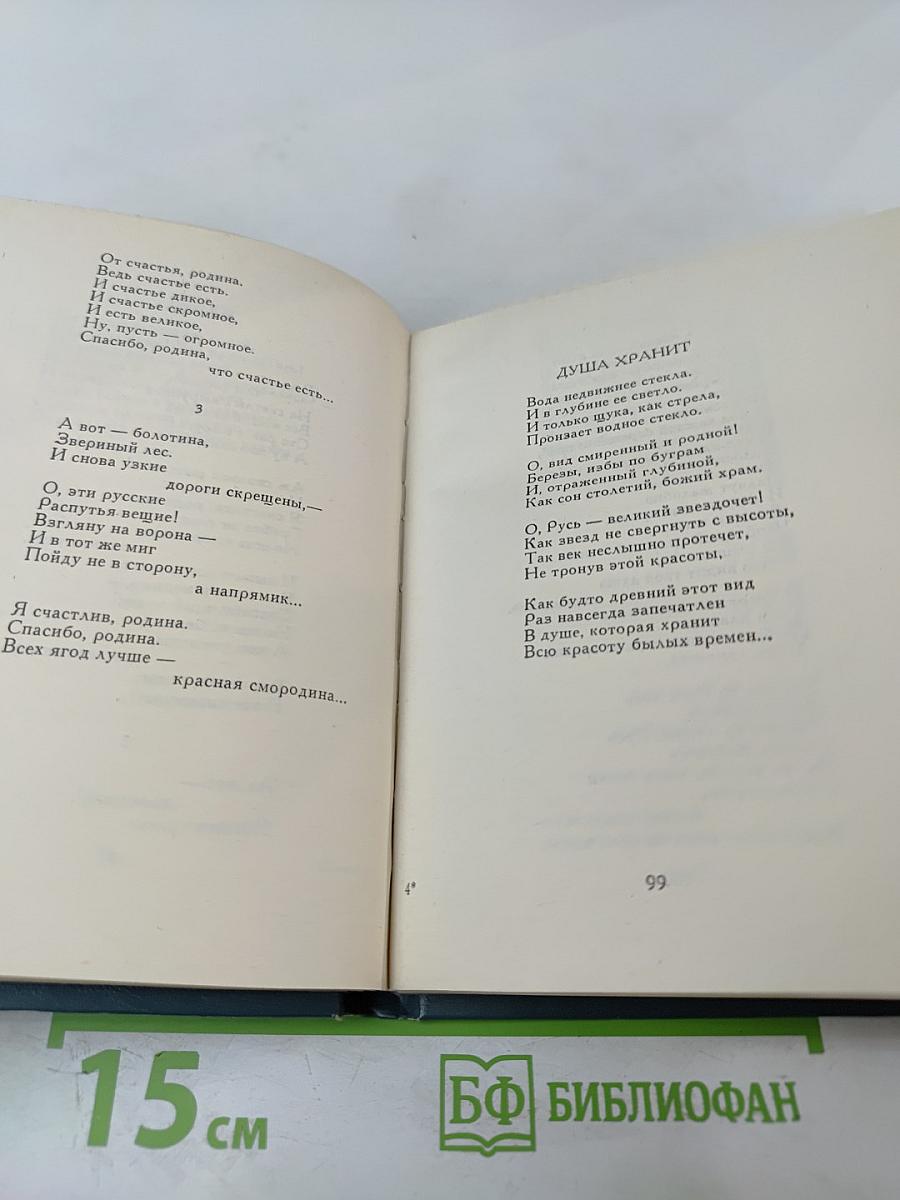 От счастья, родина.
Ведь счастье есть.
И счастье дикое,
И счастье скромное,
И есть великое,
Ну, пусть — огромное.
Спасибо, родина,
что счастье есть...
3
А вот — болотина,
Звериный лес.
И снова узкие
дороги скрещены,—
О, эти русские
Распутья вещие!
Взгляну на ворона —
И в тот же миг
Пойду не в сторону,
а напрямик...
Я счастлив, родина.
Спасибо, родина.
Всех ягод лучше —
красная смородина...
ДУША ХРАНИТ
Вода недвижнее стекла.
И в глубине ее светло.
И только щука, как стрела,
Пронзает водное стекло.
О, вид смиренный и родной!
Березы, избы по буграм
И, отраженный глубиной,
Как сон столетий, божий храм.
О, Русь — великий звездочет!
Как звезд не свергнуть с высоты,
Так век неслышно протечет,
Не тронув этой красоты,
Как будто древний этот вид
Раз навсегда запечатлен
В душе, которая хранит
Всю красоту былых времен...
4*
99
15 см
БФ БИБЛИОФАН